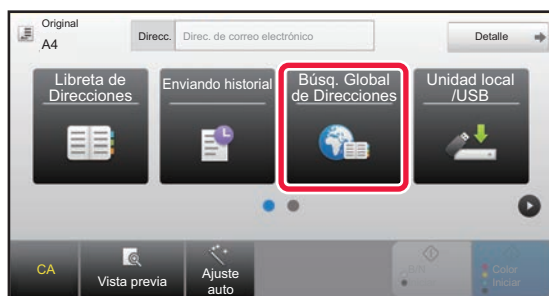 Original
A4
Direcc.
Direc. de correo electrónico
Detalle
Libreta de
Direcciones
Enviando historial
Búsq. Global
de Direcciones
Unidad local
/USB
CA
Vista previa
Ajuste
auto
B/N
Iniciar
Color
Iniciar